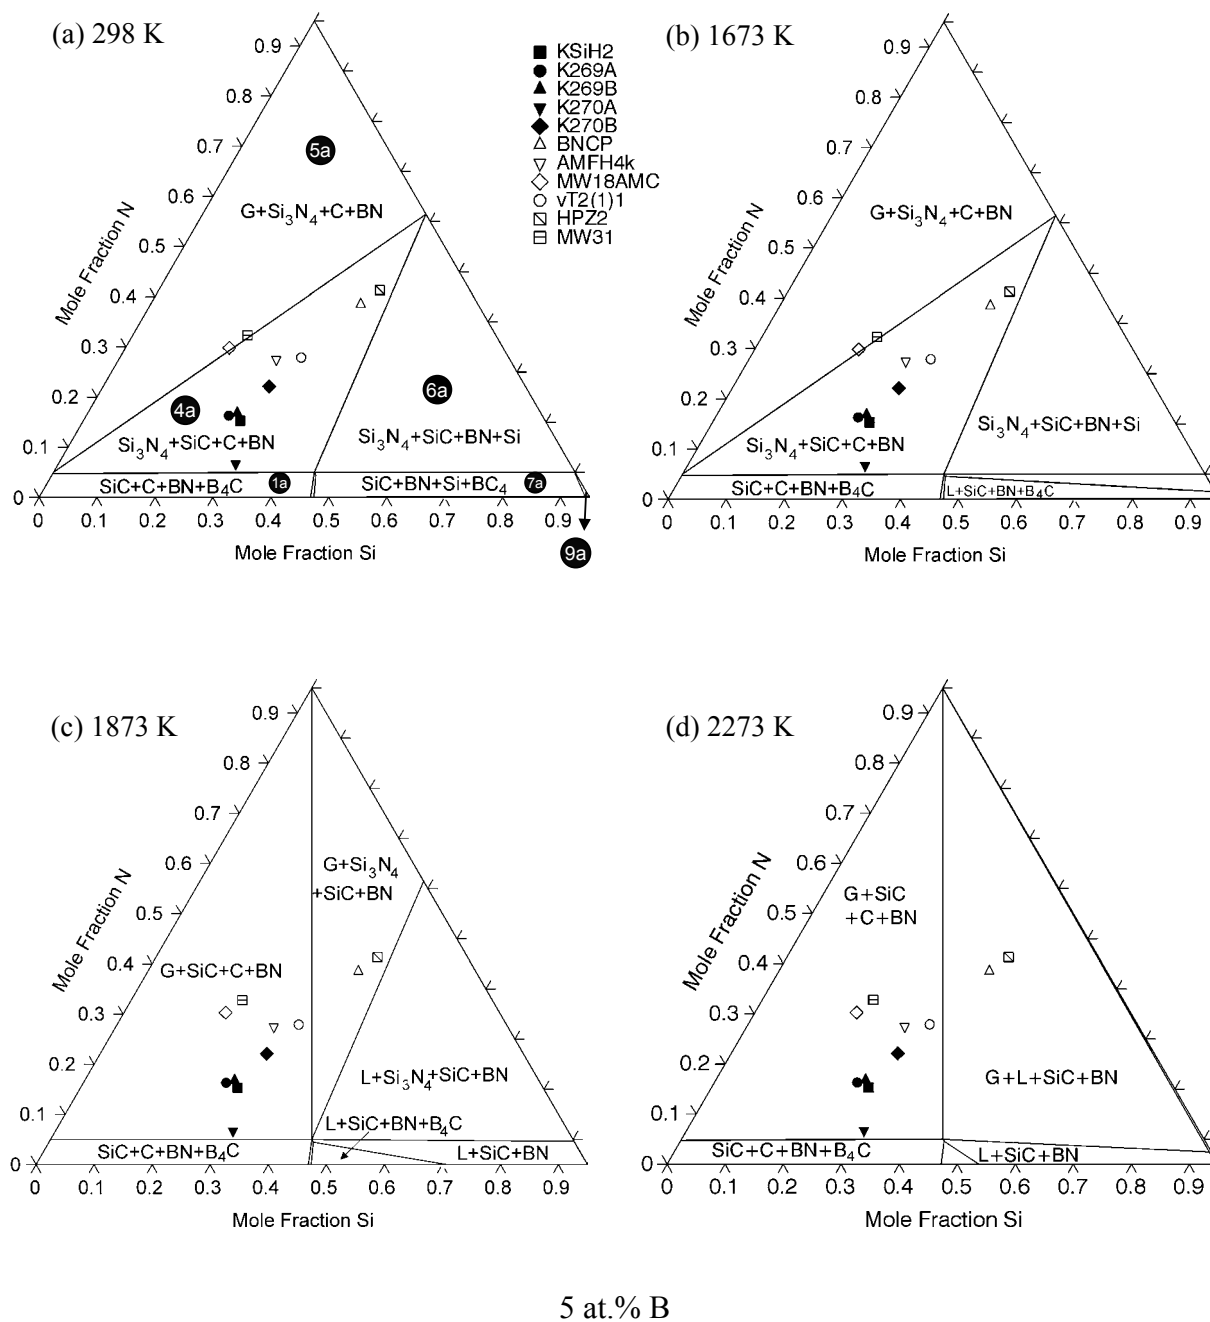 (a) 298 K
0.9
0.8
0.7
0.6
0.5
0.4
0.3
0.2
0.1
0
Mole Fraction N
KSiH2
K269A
K269B
K270A
K270B
BNCP
AMFH4k
MW18AMC
vT2(1)1
HPZ2
MW31
5a
G+Si3N4+C+BN
4a
6a
Si3N4+SiC+C+BN
Si3N4+SiC+BN+Si
SiC+C+BN+B4C
1a
SiC+BN+Si+BC4
7a
0 0.1 0.2 0.3 0.4 0.5 0.6 0.7 0.8 0.9
Mole Fraction Si
9a
(b) 1673 K
0.9
0.8
0.7
0.6
0.5
0.4
0.3
0.2
0.1
0
Mole Fraction N
G+Si3N4+C+BN
Si3N4+SiC+C+BN
Si3N4+SiC+BN+Si
SiC+C+BN+B4C
L+SiC+BN+B4C
0 0.1 0.2 0.3 0.4 0.5 0.6 0.7 0.8 0.9
Mole Fraction Si
(c) 1873 K
0.9
0.8
0.7
0.6
0.5
0.4
0.3
0.2
0.1
0
Mole Fraction N
G+Si3N4
+SiC+BN
G+SiC+C+BN
L+Si3N4+SiC+BN
L+SiC+BN+B4C
SiC+C+BN+B4C
L+SiC+BN
0 0.1 0.2 0.3 0.4 0.5 0.6 0.7 0.8 0.9
Mole Fraction Si
(d) 2273 K
0.9
0.8
0.7
0.6
0.5
0.4
0.3
0.2
0.1
0
Mole Fraction N
G+SiC
+C+BN
G+L+SiC+BN
SiC+C+BN+B4C
L+SiC+BN
0 0.1 0.2 0.3 0.4 0.5 0.6 0.7 0.8 0.9
Mole Fraction Si
5 at.% B